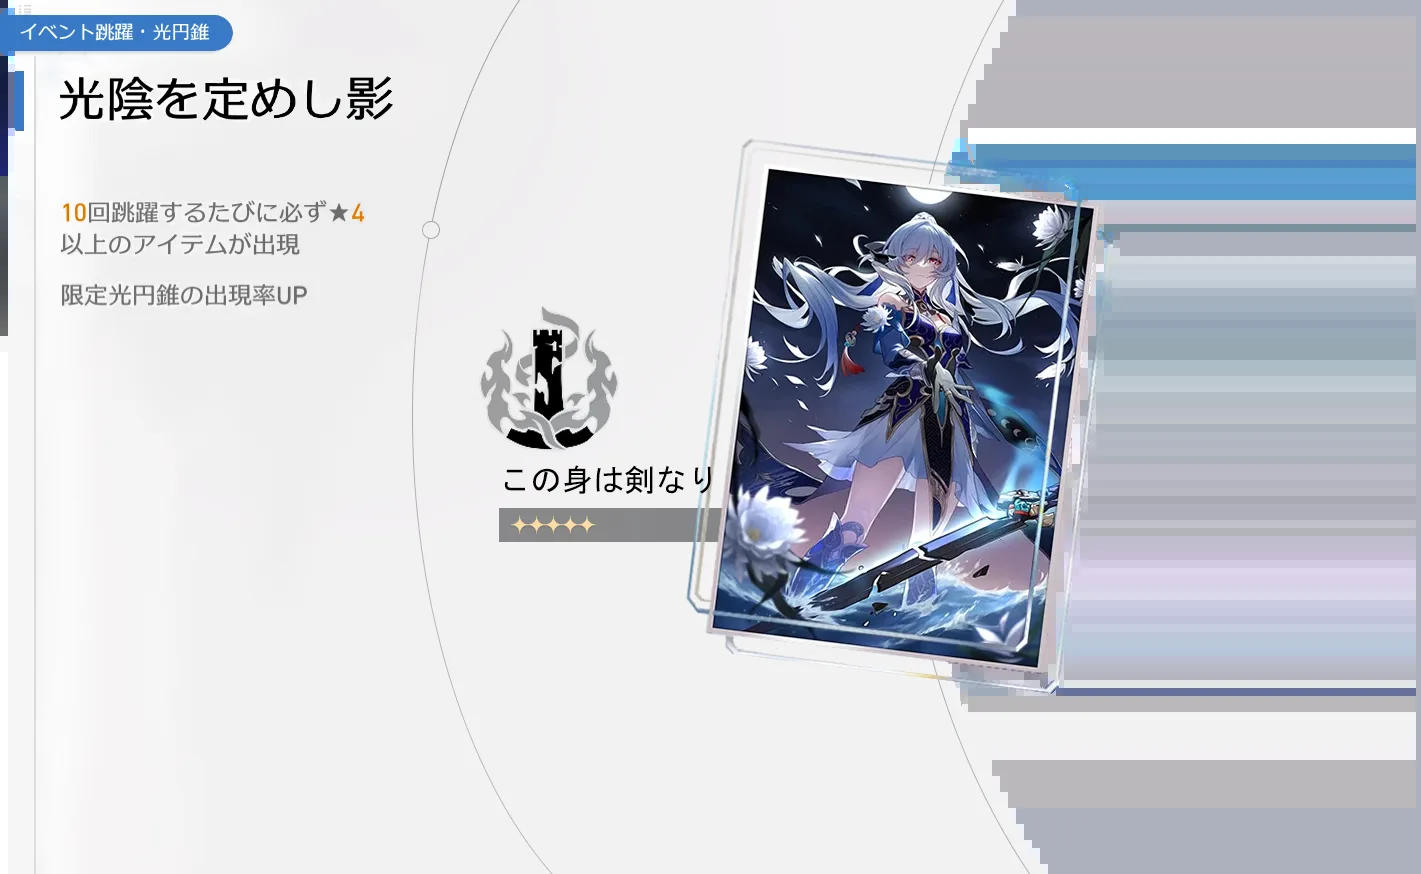 イベント跳躍・光円錐
光陰を定めし影
10回跳躍するたびに必ず★4
以上のアイテムが出現
限定光円錐の出現率UP
この身は剣なり